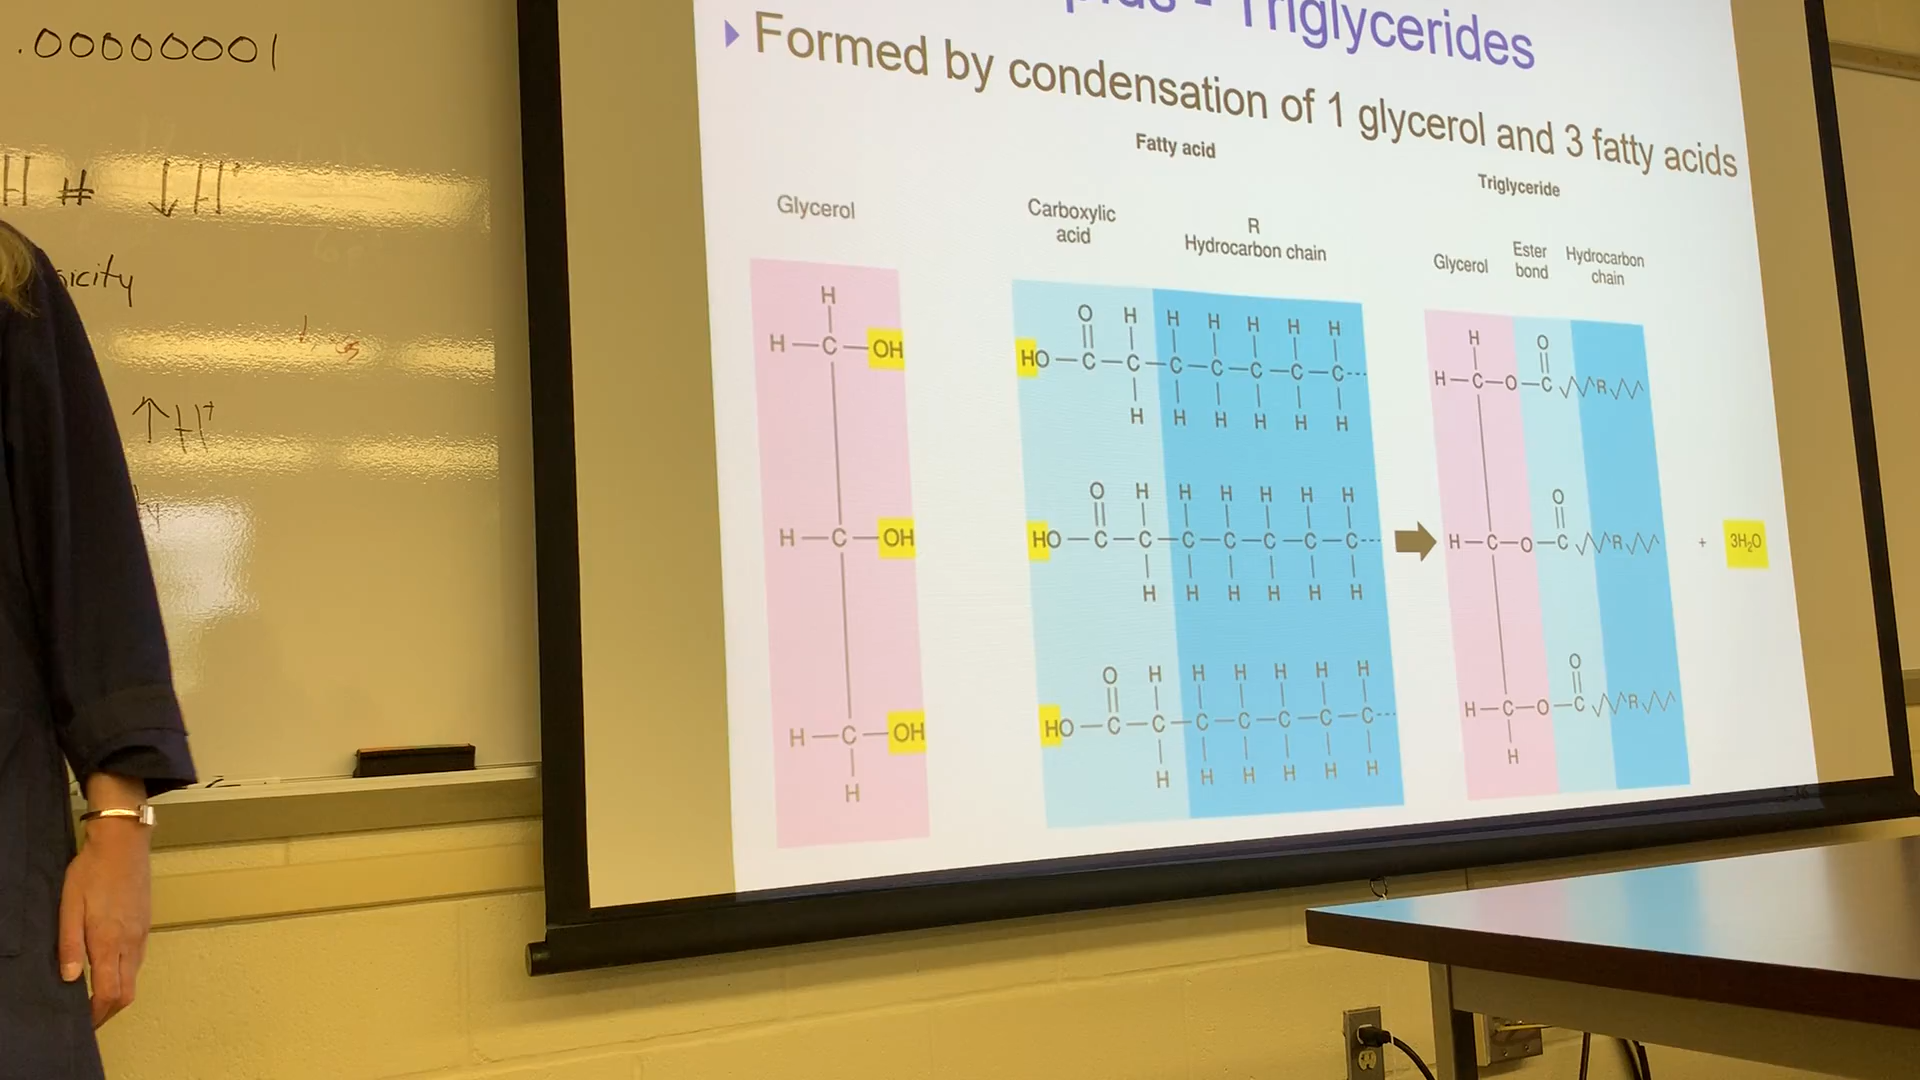 .00000001
H # ↓H⁺
↑H⁺
- Triglycerides
Formed by condensation of 1 glycerol and 3 fatty acids
Fatty acid
Triglyceride
Glycerol
Carboxylic
acid
R
Hydrocarbon chain
Glycerol
Ester
bond
Hydrocarbon
chain
H
H—C—OH
H—C—OH
H—C—OH
H
O H H H H H H
HO—C—C—C—C—C—C—C---
H H H H H H
O H H H H H H
HO—C—C—C—C—C—C—C---
H H H H H H
O H H H H H H
HO—C—C—C—C—C—C—C---
H H H H H H
H O
H—C—O—C R
O
H—C—O—C R
O
H—C—O—C R
H
+ 3H₂O